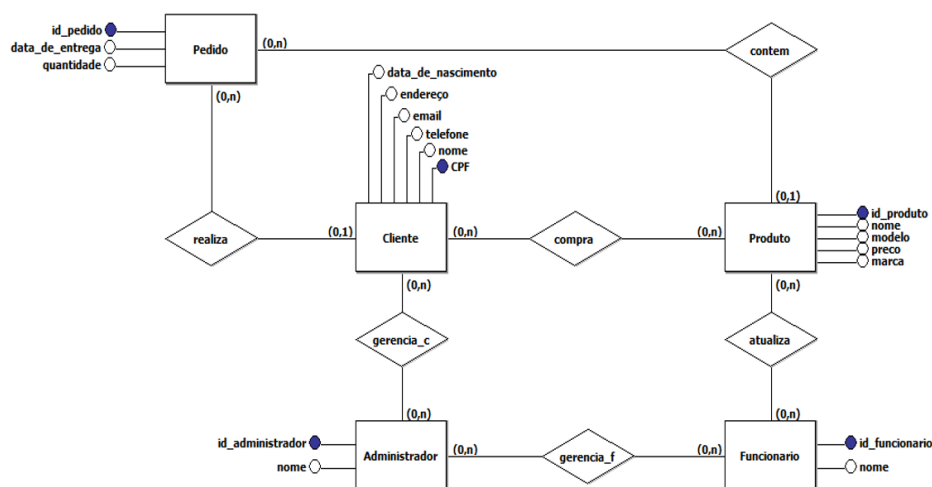 id_pedido
data_de_entrega
quantidade
Pedido
(0,n)
contem
(0,n)
data_de_nascimento
endereço
email
telefone
nome
CPF
realiza
(0,1)
Cliente
(0,n)
compra
(0,n)
(0,1)
Produto
id_produto
nome
modelo
preco
marca
(0,n)
(0,n)
gerencia_c
atualiza
(0,n)
(0,n)
id_administrador
nome
Administrador
(0,n)
gerencia_f
(0,n)
Funcionario
id_funcionario
nome